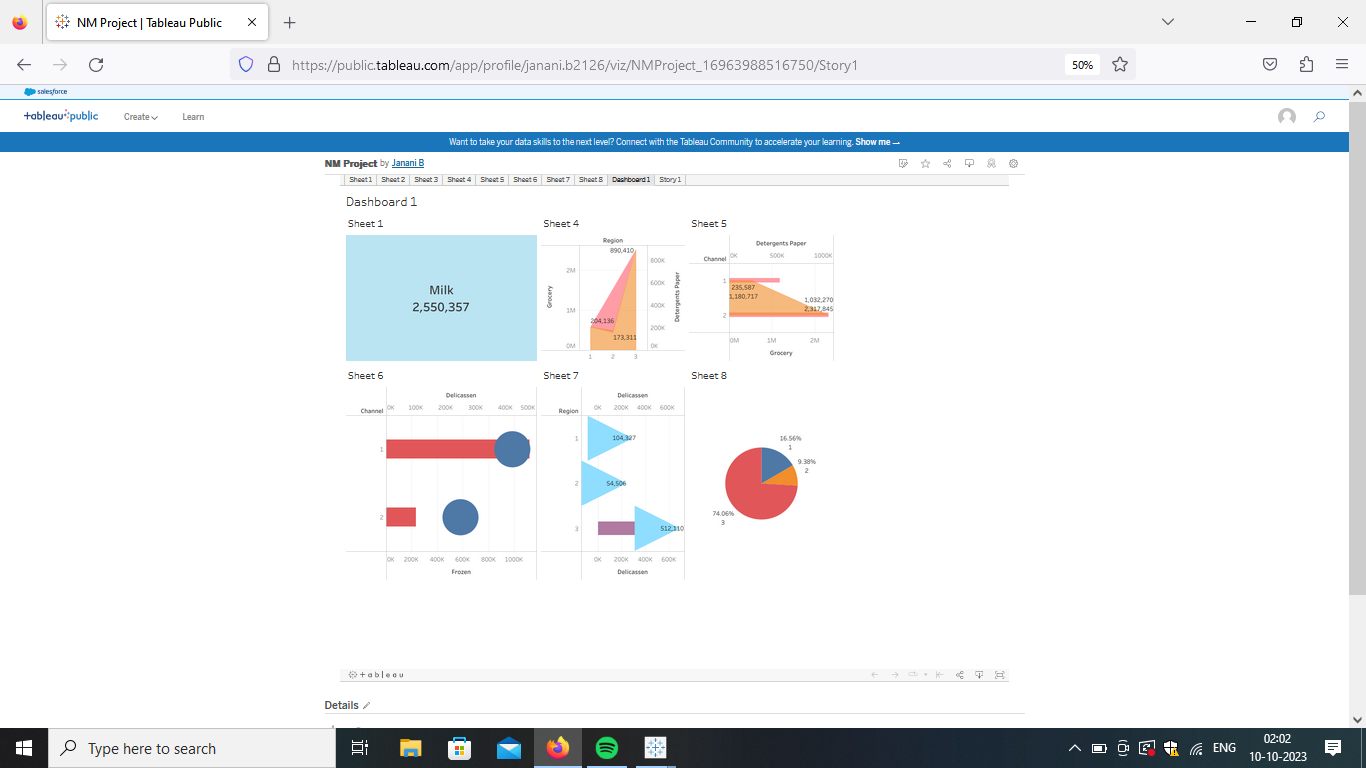 NM Project | Tableau Public
https://public.tableau.com/app/profile/janani.b2126/viz/NMProject_16963988516750/Story1
50%
salesforce
+ableau+public
Create
Learn
Want to take your data skills to the next level? Connect with the Tableau Community to accelerate your learning. Show me
NM Project by Janani B
Sheet 1 Sheet 2 Sheet 3 Sheet 4 Sheet 5 Sheet 6 Sheet 7 Sheet 8 Dashboard 1 Story 1
Dashboard 1
Sheet 1
Milk
2,550,357
Sheet 4
Region
890,410
2M
1M
0M
Grocery
204,136
173,311
800K
600K
400K
200K
0K
Detergents Paper
1 2 3
Sheet 5
Detergents Paper
Channel
0K 500K 1000K
1
235,587
1,180,717
1,032,270
2,317,845
2
0M 1M 2M
Grocery
Sheet 6
Delicassen
Channel
0K 100K 200K 300K 400K 500K
1
2
0K 200K 400K 600K 800K 1000K
Frozen
Sheet 7
Delicassen
Region
0K 200K 400K 600K
1
104,327
2
54,506
3
512,110
0K 200K 400K 600K
Delicassen
Sheet 8
16.56%
1
9.38%
2
74.06%
3
+ a b l e a u
Details
Type here to search
ENG
02:02
10-10-2023